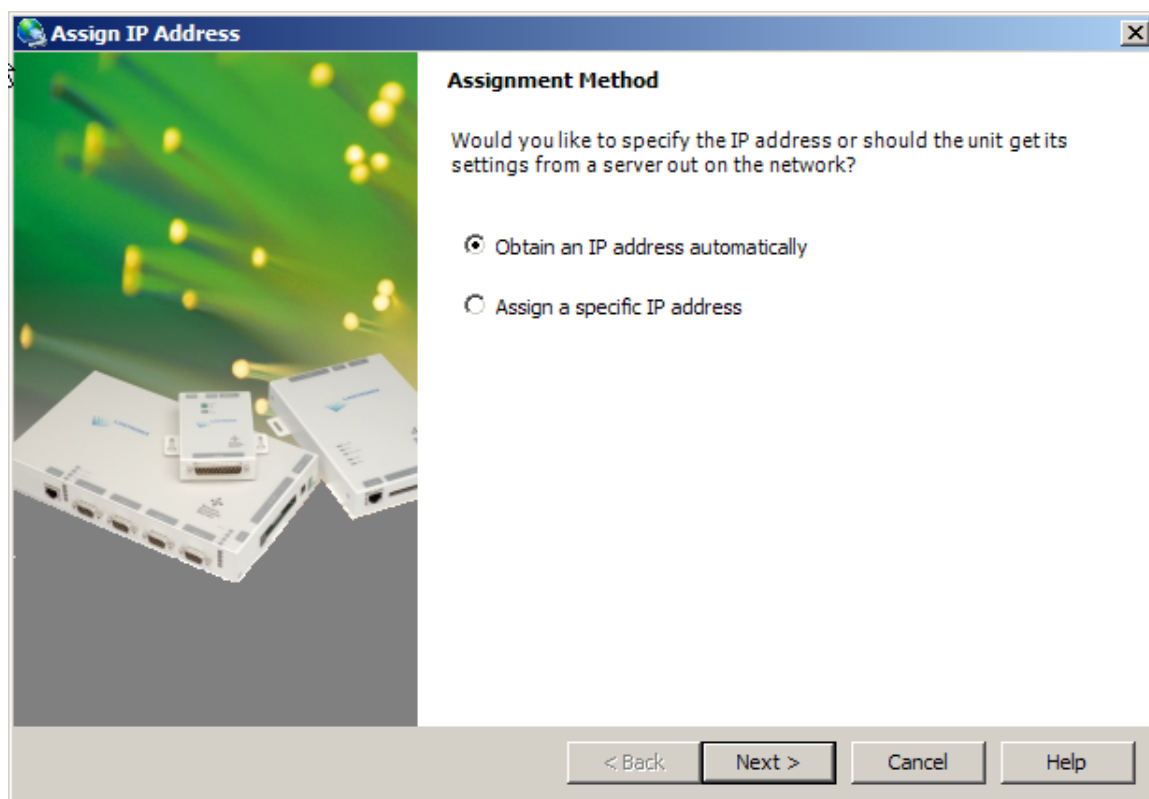 Assign IP Address
Assignment Method
Would you like to specify the IP address or should the unit get its
settings from a server out on the network?
Obtain an IP address automatically
Assign a specific IP address
< Back
Next >
Cancel
Help